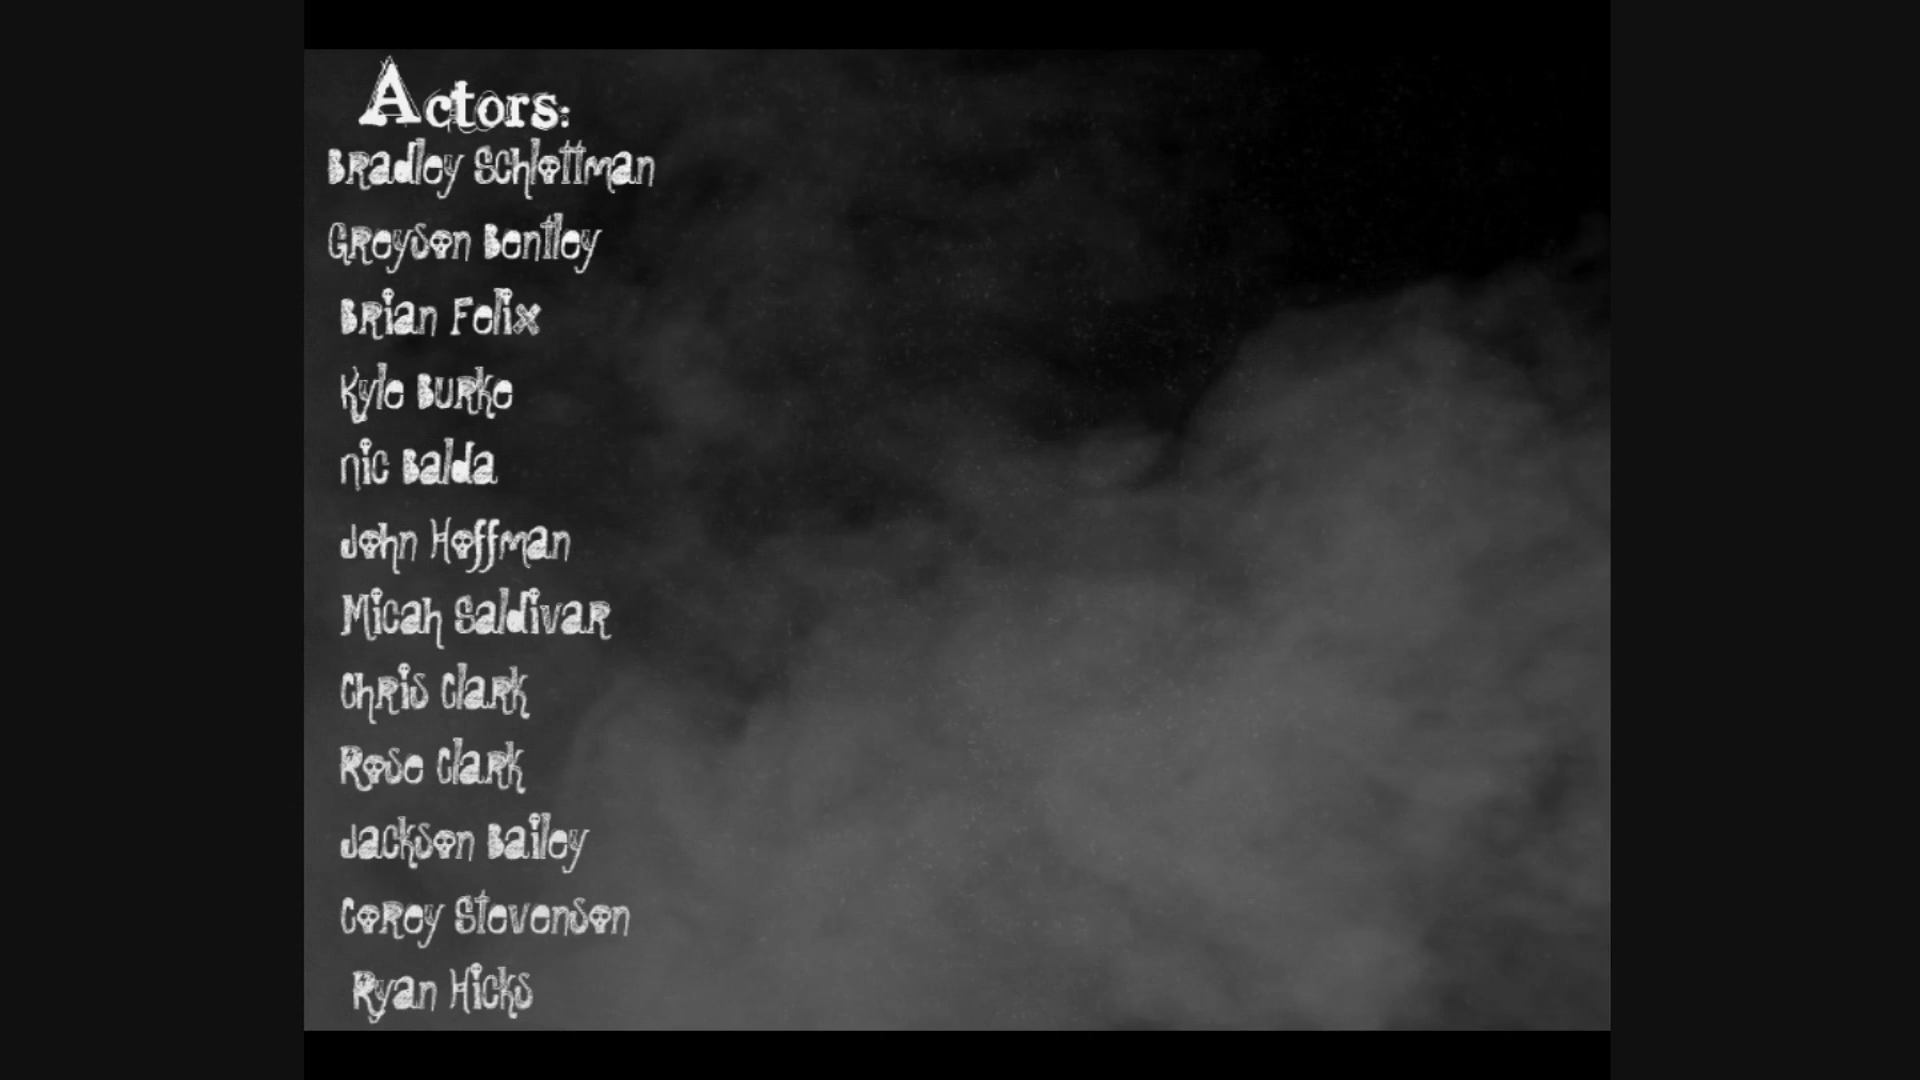 Actors:
Bradley Schlottman
Greyson Bentley
Brian Felix
Kyle Burke
nic Balda
John Hoffman
Micah Saldivar
Chris Clark
Rose Clark
Jackson Bailey
Corey Stevenson
Ryan Hicks